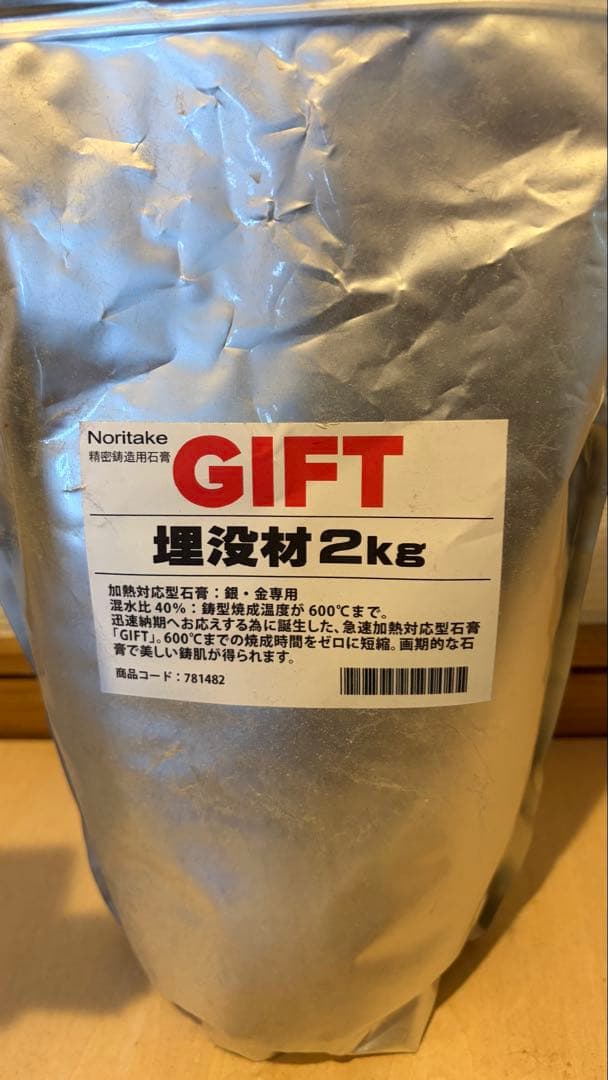 Noritake
精密鋳造用石膏
GIFT
埋没材2kg
加熱対応型石膏：銀・金専用
混水比 40%：鋳型焼成温度が 600℃まで。
迅速納期へお応えする為に誕生した、急速加熱対応型石膏
「GIFT」。600℃までの焼成時間をゼロに短縮。画期的な石
膏で美しい鋳肌が得られます。
商品コード：781482